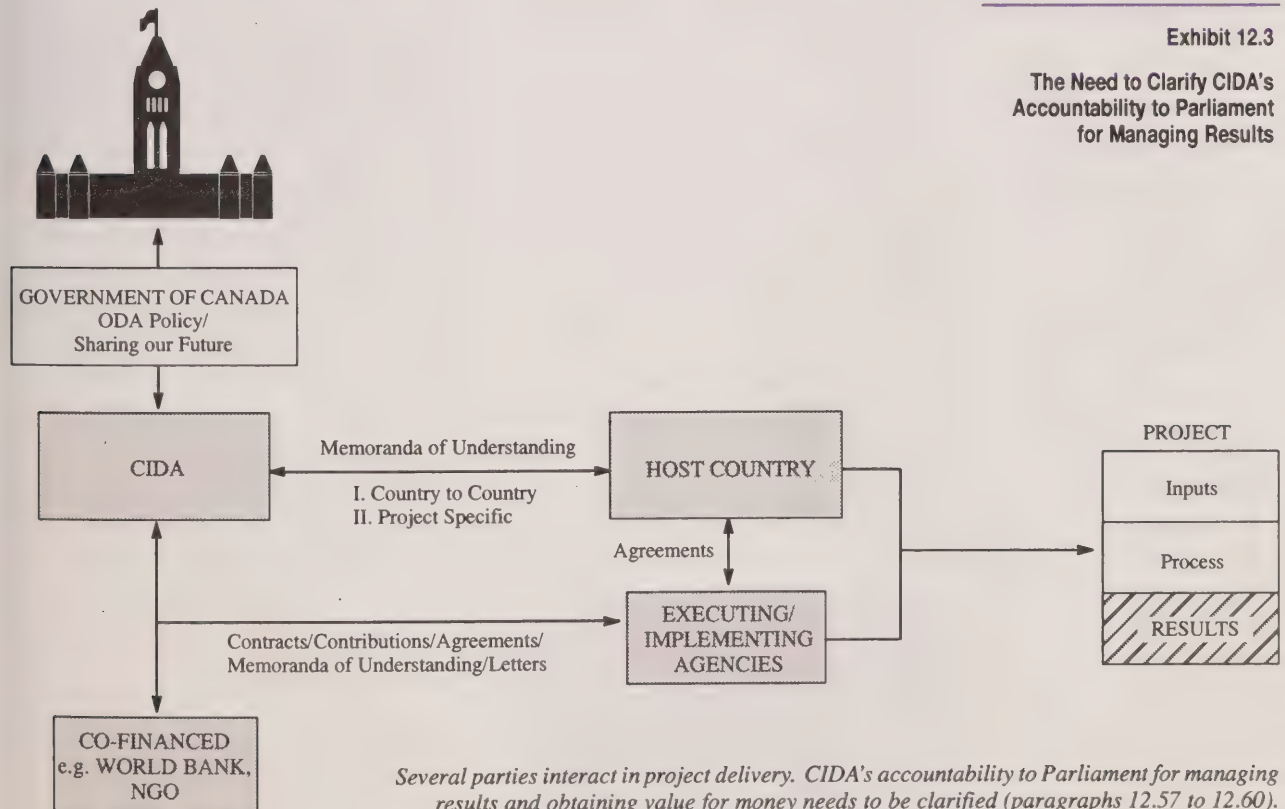 Exhibit 12.3
The Need to Clarify CIDA's
Accountability to Parliament
for Managing Results
GOVERNMENT OF CANADA
ODA Policy/
Sharing our Future
CIDA
Memoranda of Understanding
I. Country to Country
II. Project Specific
HOST COUNTRY
Agreements
EXECUTING/
IMPLEMENTING
AGENCIES
Contracts/Contributions/Agreements/
Memoranda of Understanding/Letters
CO-FINANCED
e.g. WORLD BANK,
NGO
PROJECT
Inputs
Process
RESULTS
Several parties interact in project delivery. CIDA's accountability to Parliament for managing
results and obtaining value for money needs to be clarified (paragraphs 12.57 to 12.60).